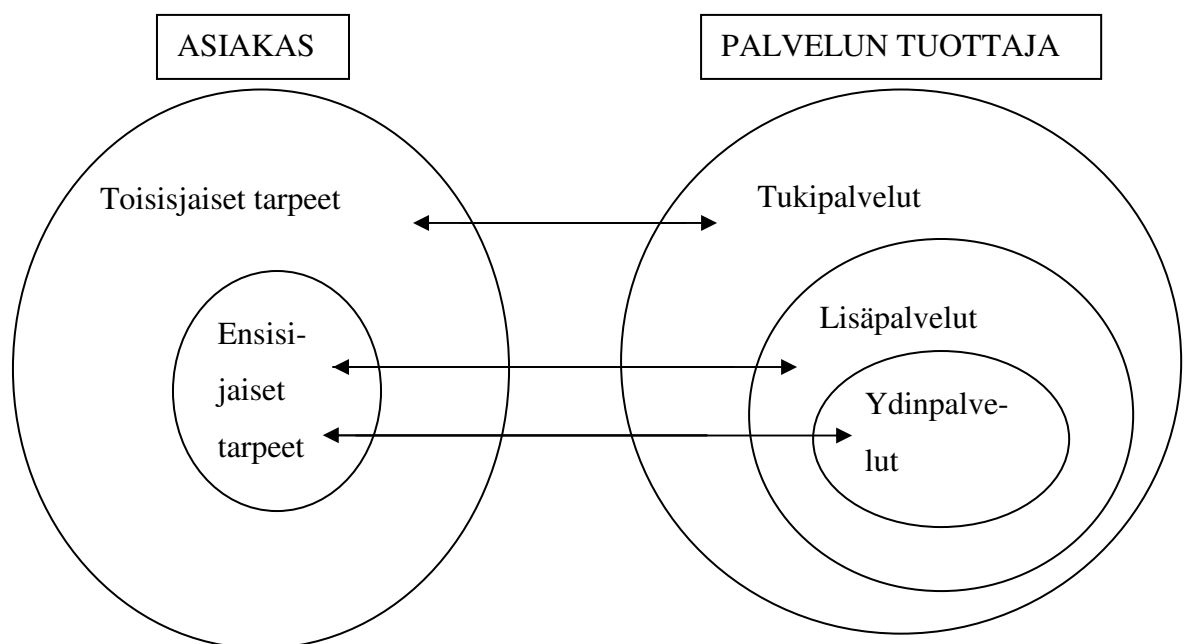 ASIAKAS
PALVELUN TUOTTAJA
Toisisjaiset tarpeet
Tukipalvelut
Ensisi-
jaiset
tarpeet
Lisäpalvelut
Ydinpalve-
lut